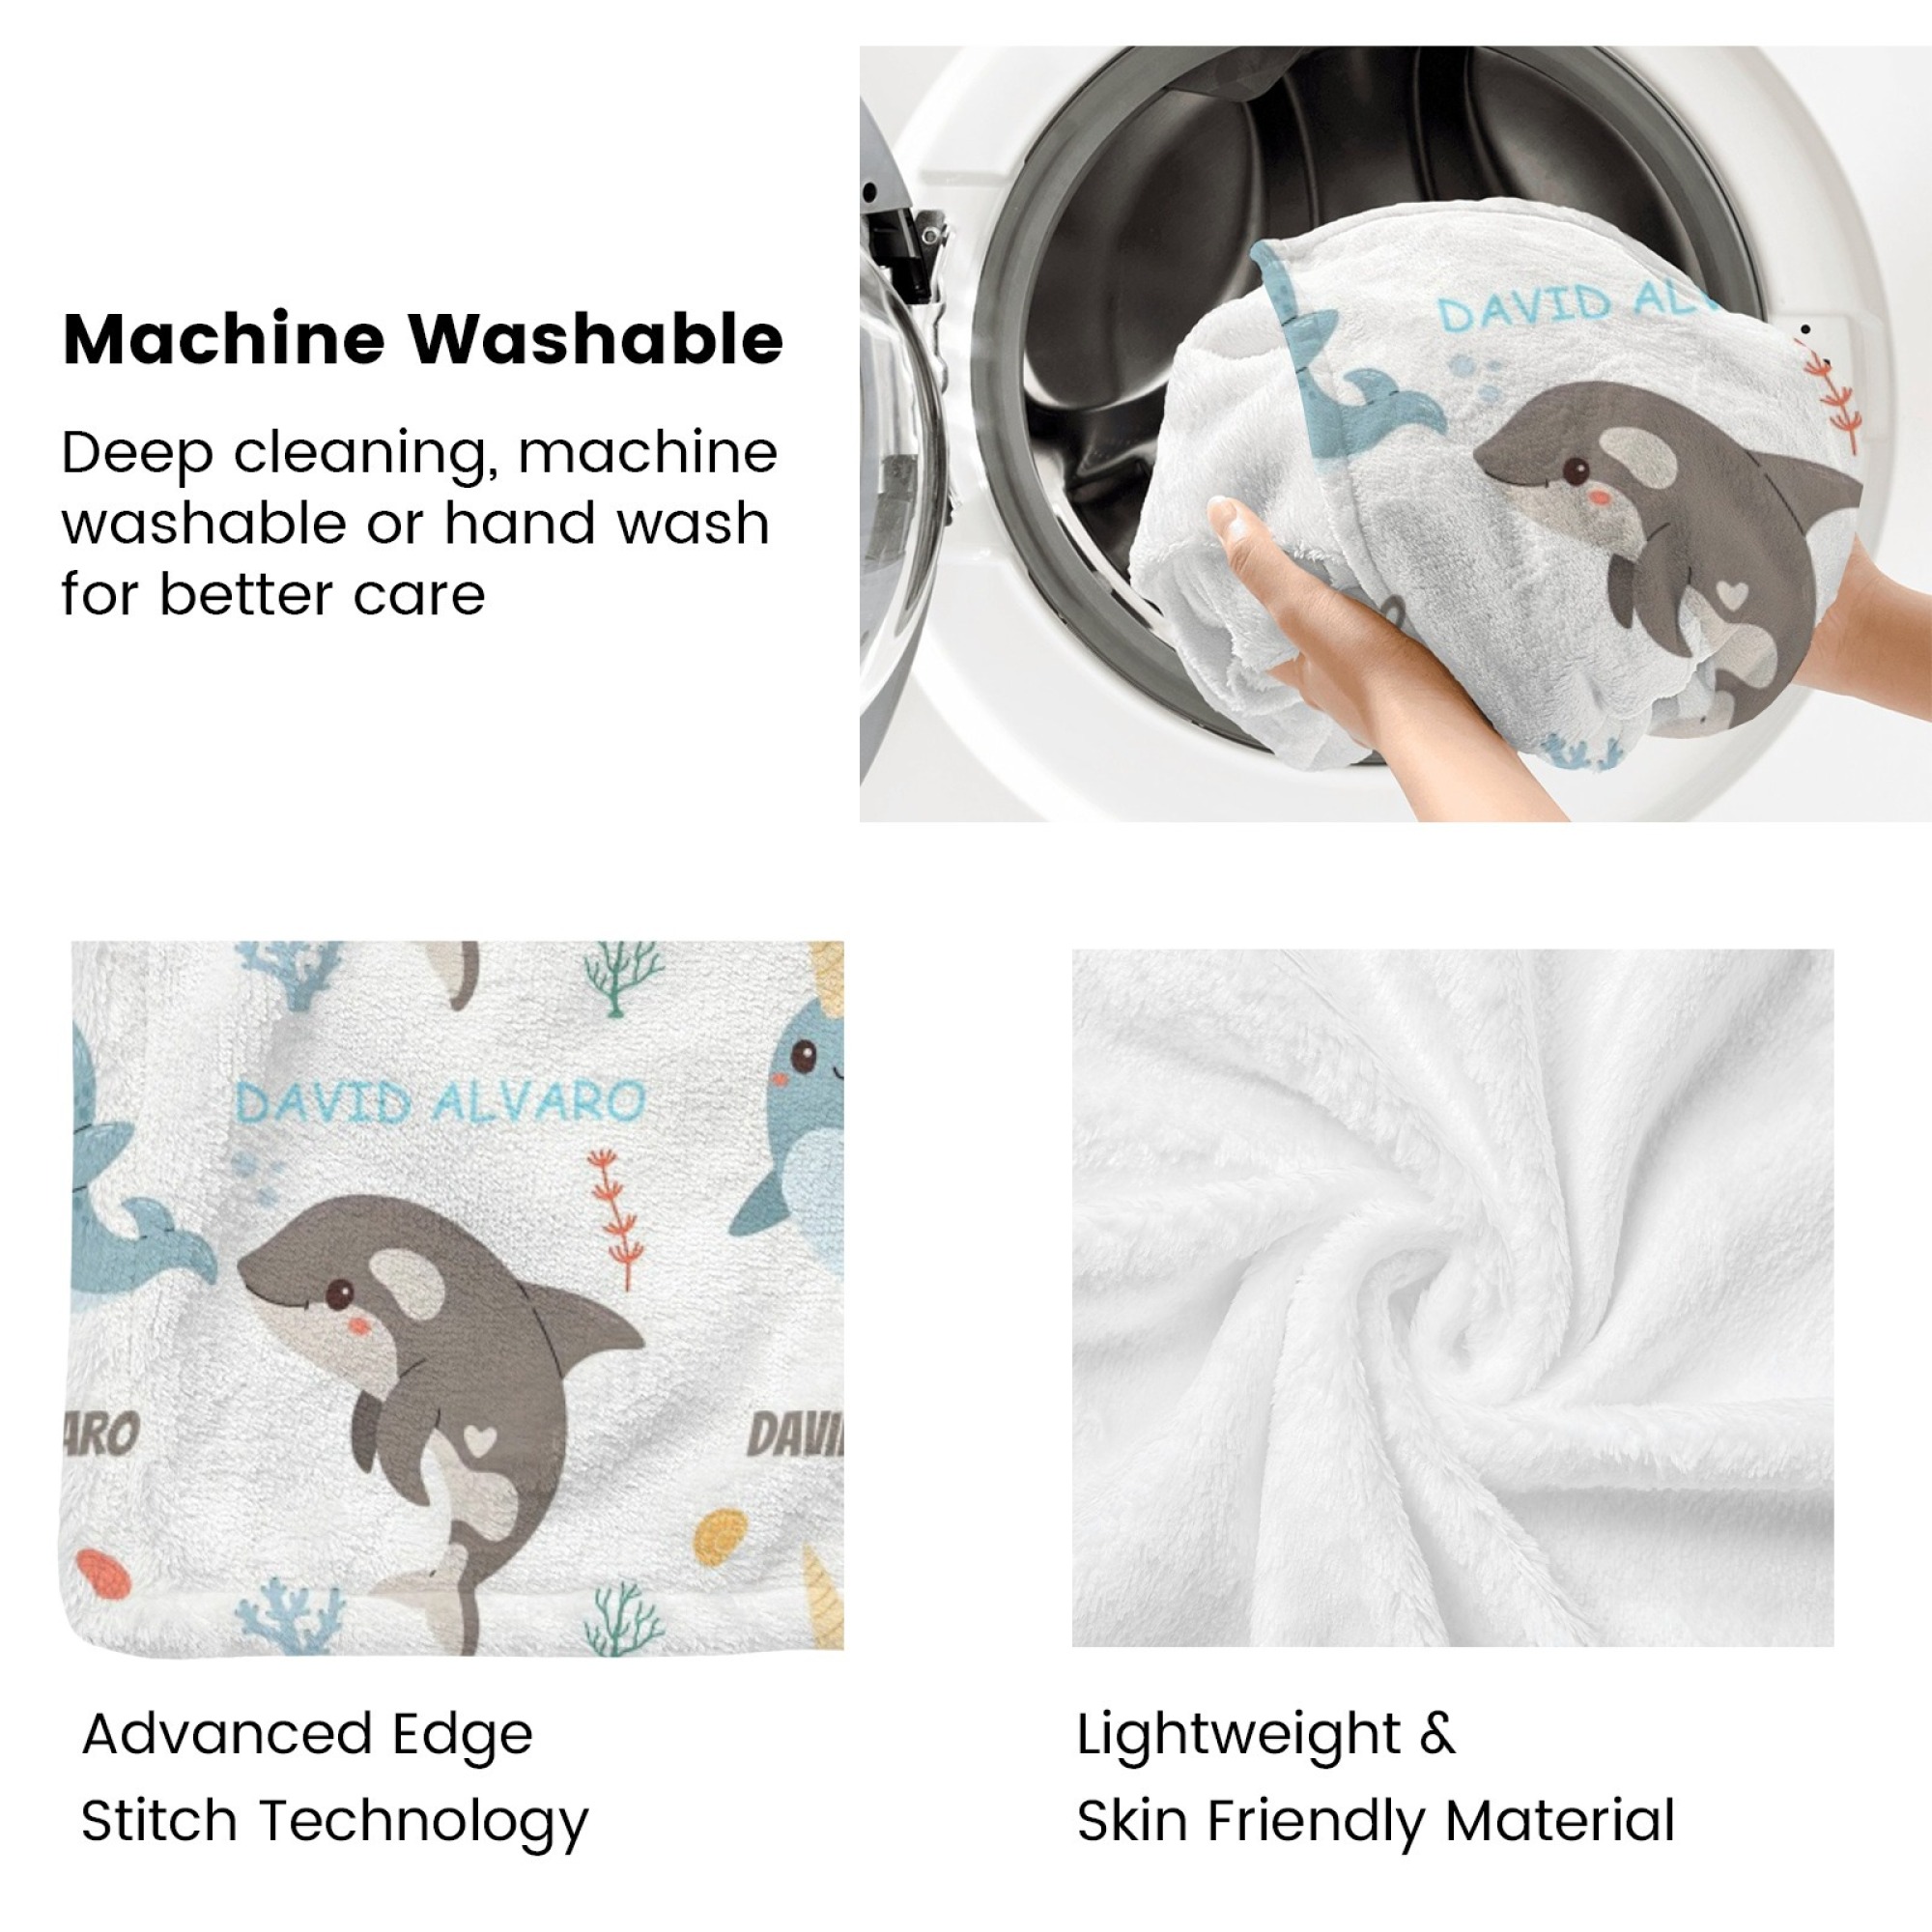 Machine Washable
Deep cleaning, machine
washable or hand wash
for better care
DAVID ALV
DAVID ALVARO
ARO
DAVI
Advanced Edge
Stitch Technology
Lightweight &
Skin Friendly Material